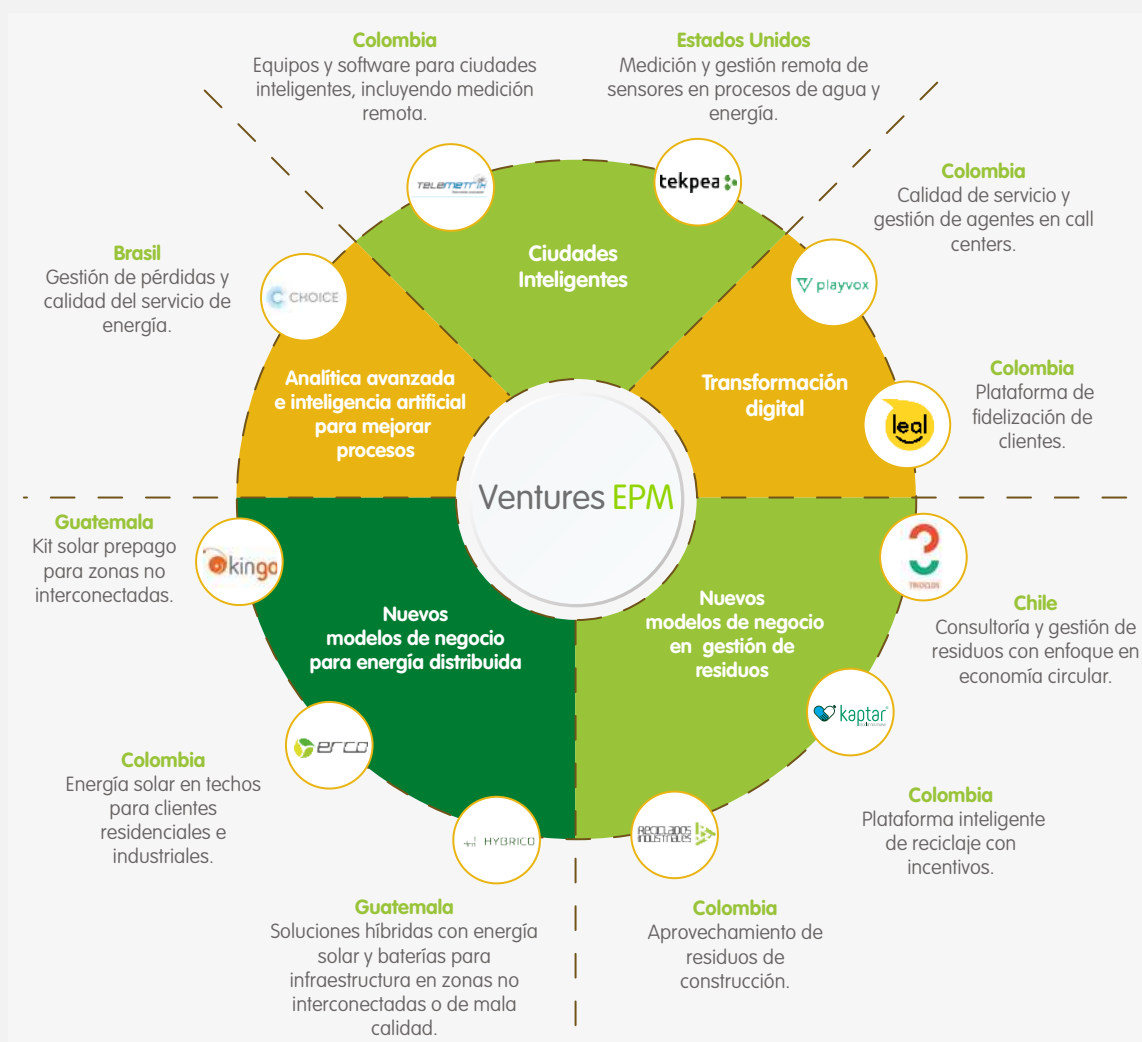 Colombia
Equipos y software para ciudades
inteligentes, incluyendo medición
remota.
Estados Unidos
Medición y gestión remota de
sensores en procesos de agua y
energía.
TELEMETRIK
tekpea
Colombia
Calidad de servicio y
gestión de agentes en call
centers.
Brasil
Gestión de pérdidas y
calidad del servicio de
energía.
C CHOICE
Ciudades
Inteligentes
playvox
Analítica avanzada
e inteligencia artificial
para mejorar
procesos
Transformación
digital
Colombia
Plataforma de
fidelización de
clientes.
leal
Ventures EPM
Guatemala
Kit solar prepago
para zonas no
interconectadas.
kingo
TRICICLOS
Chile
Consultoría y gestión de
residuos con enfoque en
economía circular.
Nuevos
modelos de negocio
para energía distribuida
Nuevos
modelos de negocio
en gestión de
residuos
kaptar
erco
Colombia
Energía solar en techos
para clientes
residenciales e
industriales.
Colombia
Plataforma inteligente
de reciclaje con
incentivos.
HYBRICO
RECICLADOS
INDUSTRIALES
Guatemala
Soluciones híbridas con energía
solar y baterías para
infraestructura en zonas no
interconectadas o de mala
calidad.
Colombia
Aprovechamiento de
residuos de
construcción.